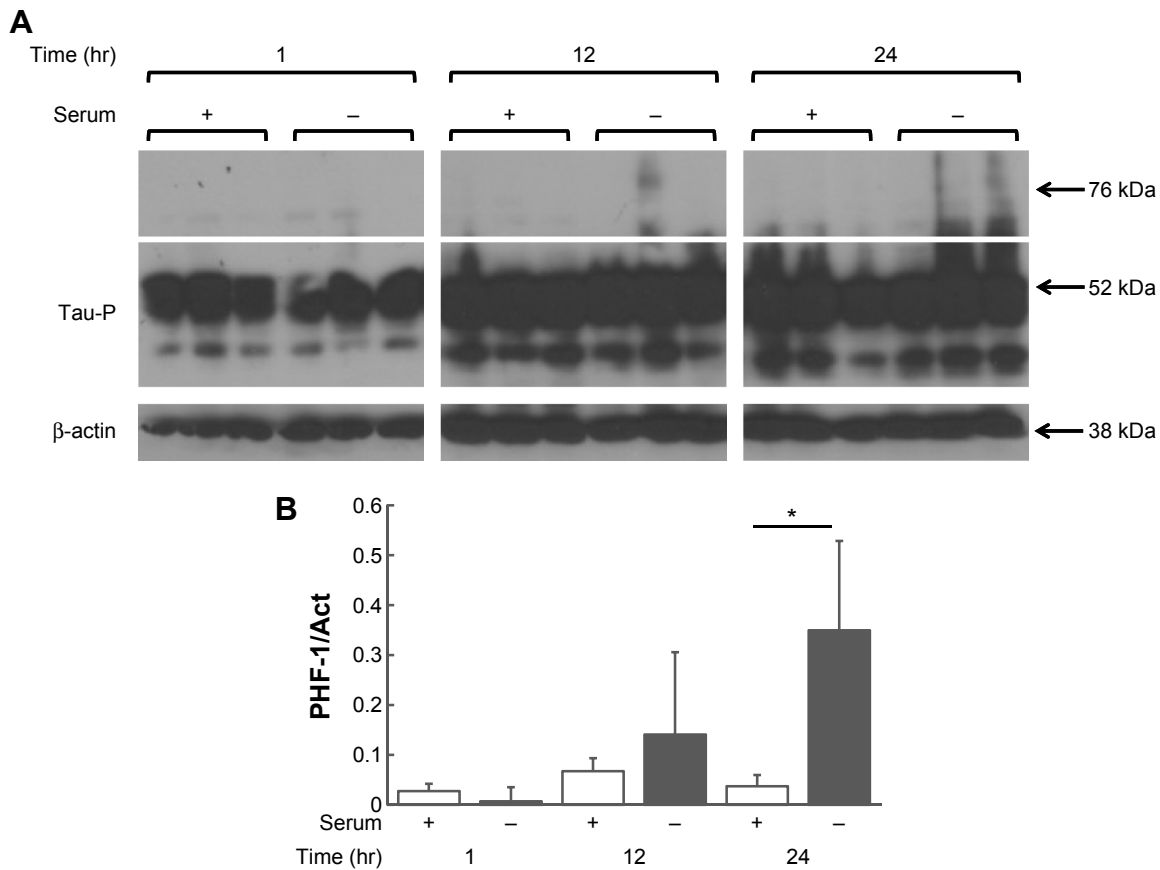 A
Time (hr) 1 12 24
Serum + – + – + –
76 kDa
52 kDa
Tau-P
β-actin 38 kDa
B
0.6
*
0.5
0.4
0.3
0.2
0.1
0
PHF-1/Act
Serum + – + – + –
Time (hr) 1 12 24